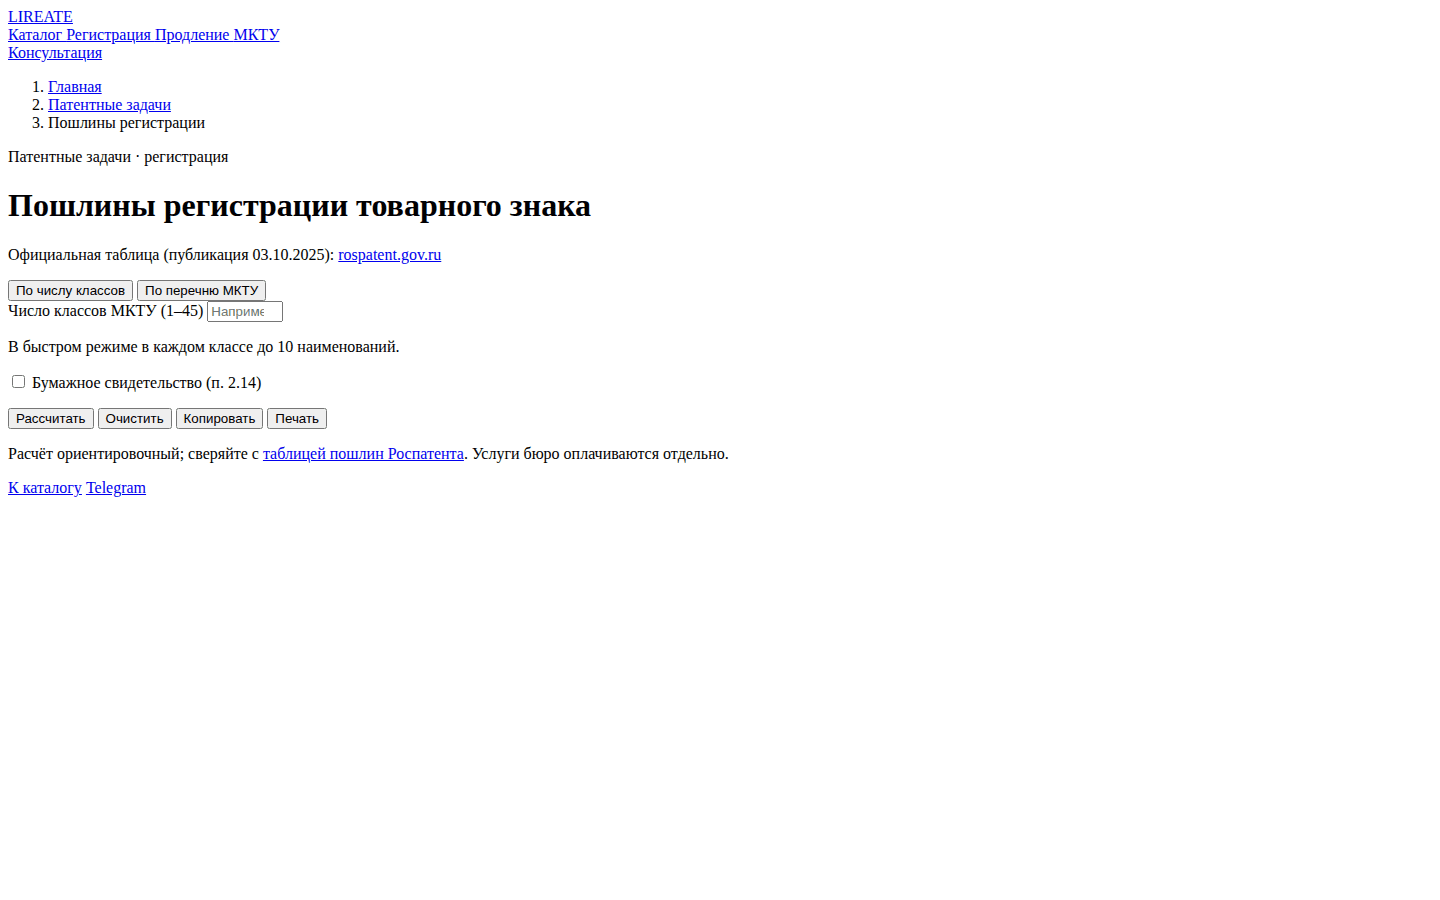 LIREATE
Каталог Регистрация Продление МКТУ
Консультация
1. Главная
2. Патентные задачи
3. Пошлины регистрации
Патентные задачи · регистрация
Пошлины регистрации товарного знака
Официальная таблица (публикация 03.10.2025): rospatent.gov.ru
По числу классов По перечню МКТУ
Число классов МКТУ (1–45)
В быстром режиме в каждом классе до 10 наименований.
Бумажное свидетельство (п. 2.14)
Рассчитать Очистить Копировать Печать
Расчёт ориентировочный; сверяйте с таблицей пошлин Роспатента. Услуги бюро оплачиваются отдельно.
К каталогу Telegram